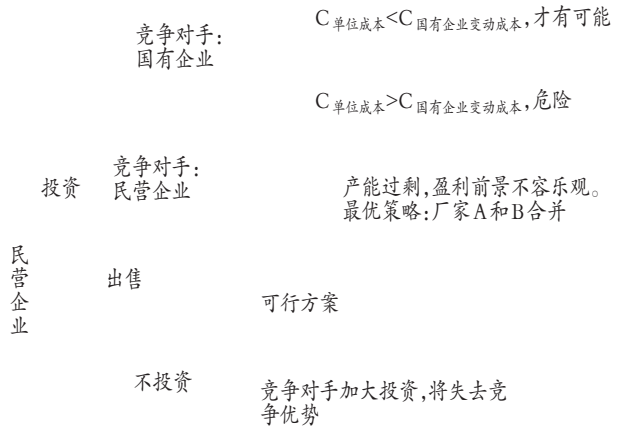 竞争对手:
国有企业
C单位成本<C国有企业变动成本,才有可能
C单位成本>C国有企业变动成本,危险
投资
竞争对手:
民营企业
产能过剩,盈利前景不容乐观。
最优策略:厂家A和B合并
民
营
企
业
出售
可行方案
不投资
竞争对手加大投资,将失去竞
争优势